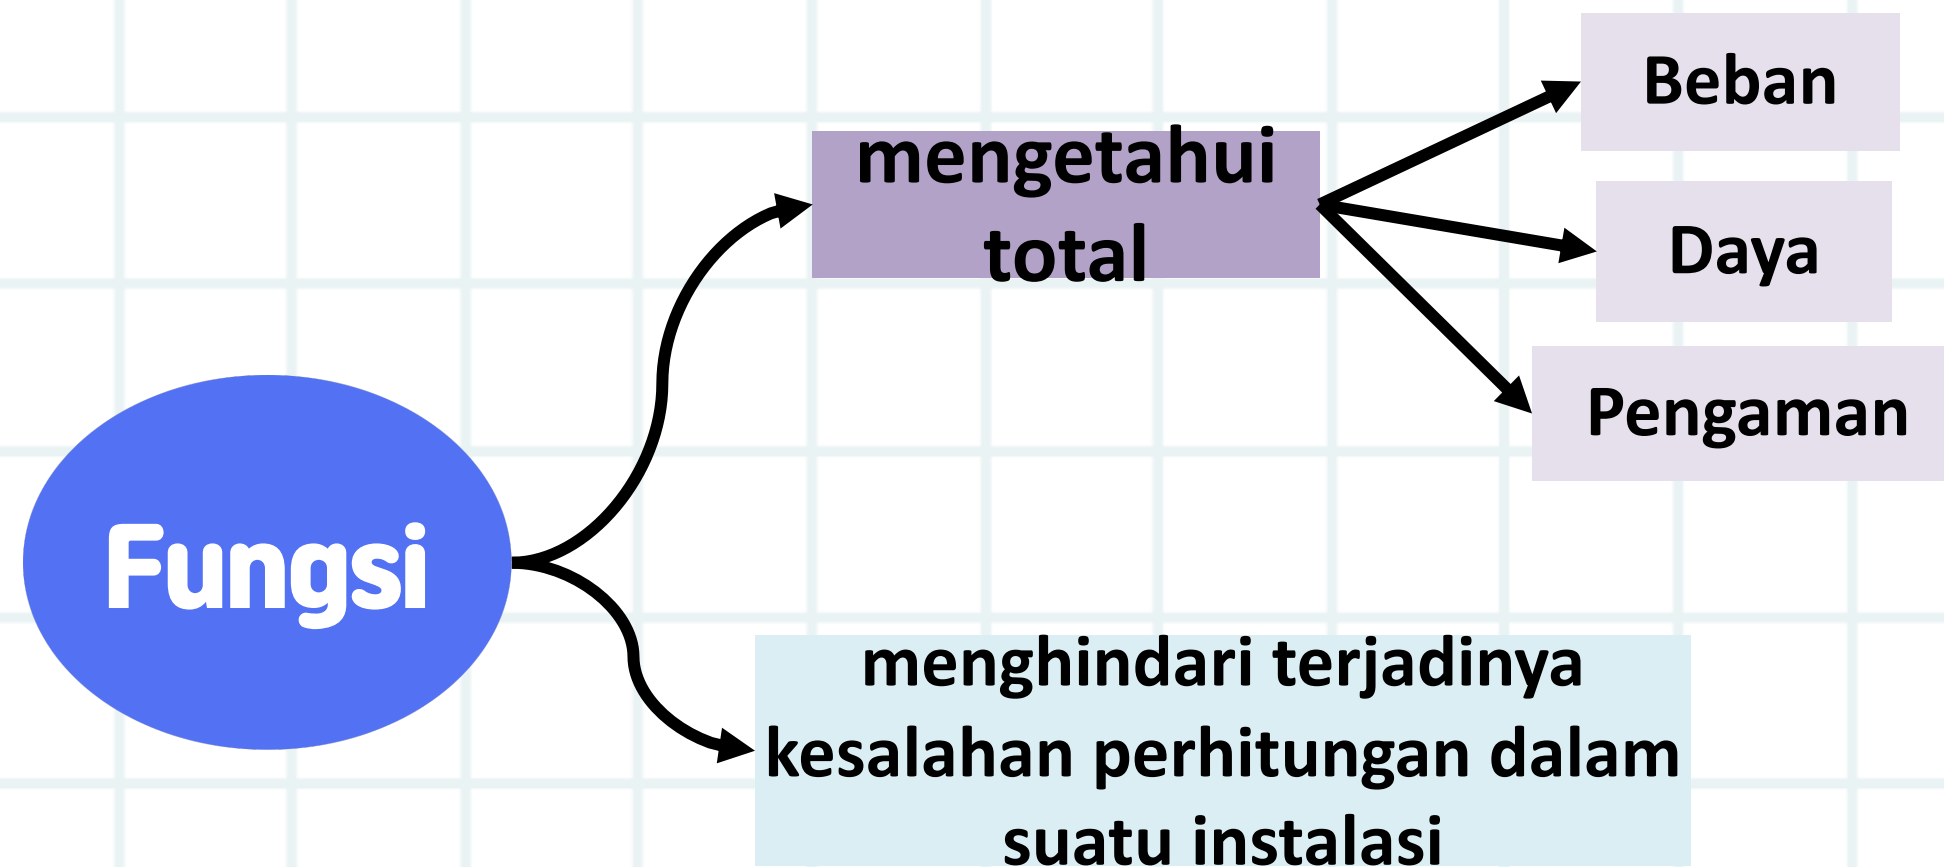 Fungsi
mengetahui
total
Beban
Daya
Pengaman
menghindari terjadinya
kesalahan perhitungan dalam
suatu instalasi